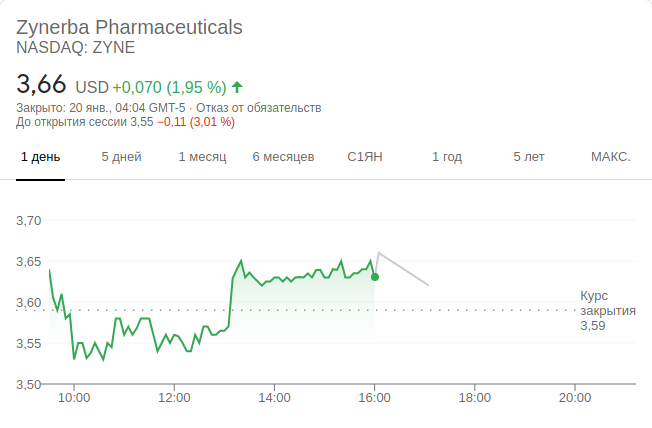 Zynerba Pharmaceuticals
NASDAQ: ZYNE
3,66 USD +0,070 (1,95 %)
Закрыто: 20 янв., 04:04 GMT-5 · Отказ от обязательств
До открытия сессии 3,55 −0,11 (3,01 %)
1 день 5 дней 1 месяц 6 месяцев С1ЯН 1 год 5 лет МАКС.
3,70
3,65
3,60
3,55
3,50
Курс
закрытия
3,59
10:00 12:00 14:00 16:00 18:00 20:00